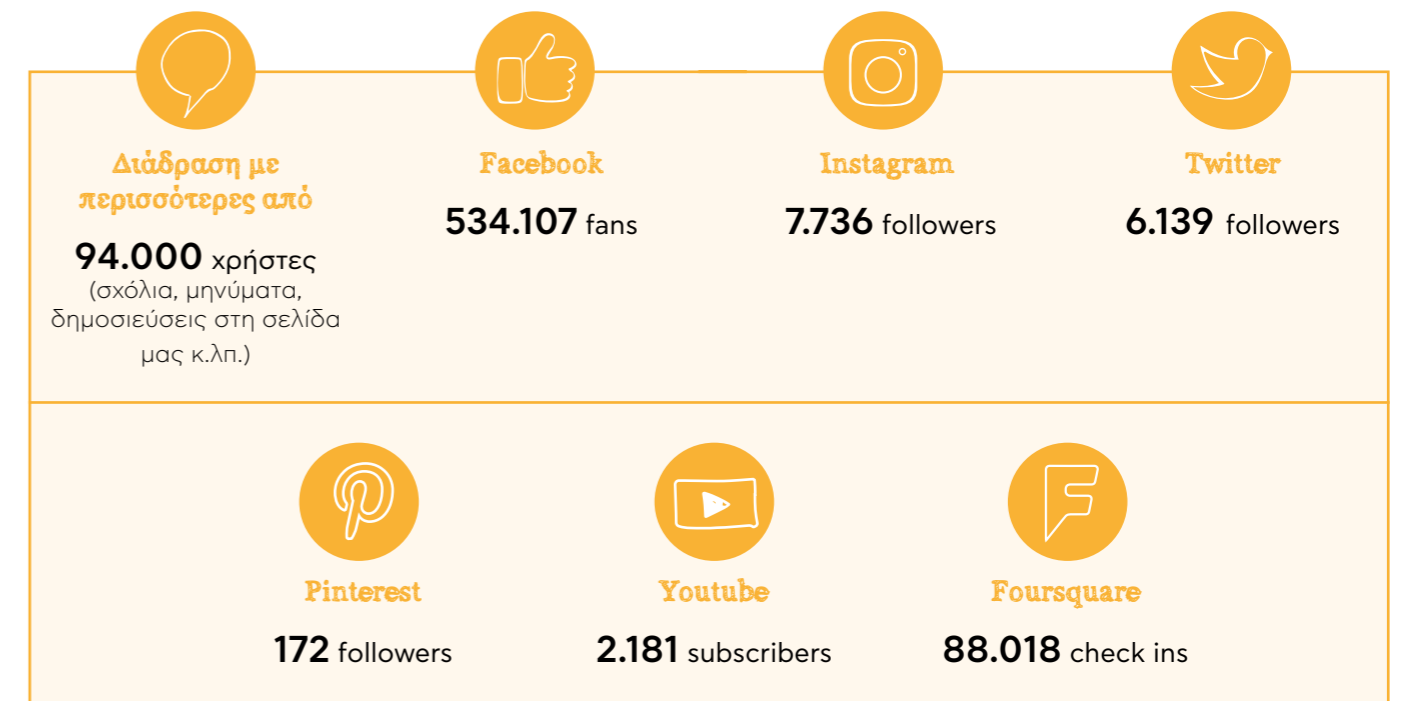 Διάδραση με
περισσότερες από
94.000 χρήστες
(σχόλια, μηνύματα,
δημοσιεύσεις στη σελίδα
μας κ.λπ.)
Facebook
534.107 fans
Instagram
7.736 followers
Twitter
6.139 followers
Pinterest
172 followers
Youtube
2.181 subscribers
Foursquare
88.018 check ins